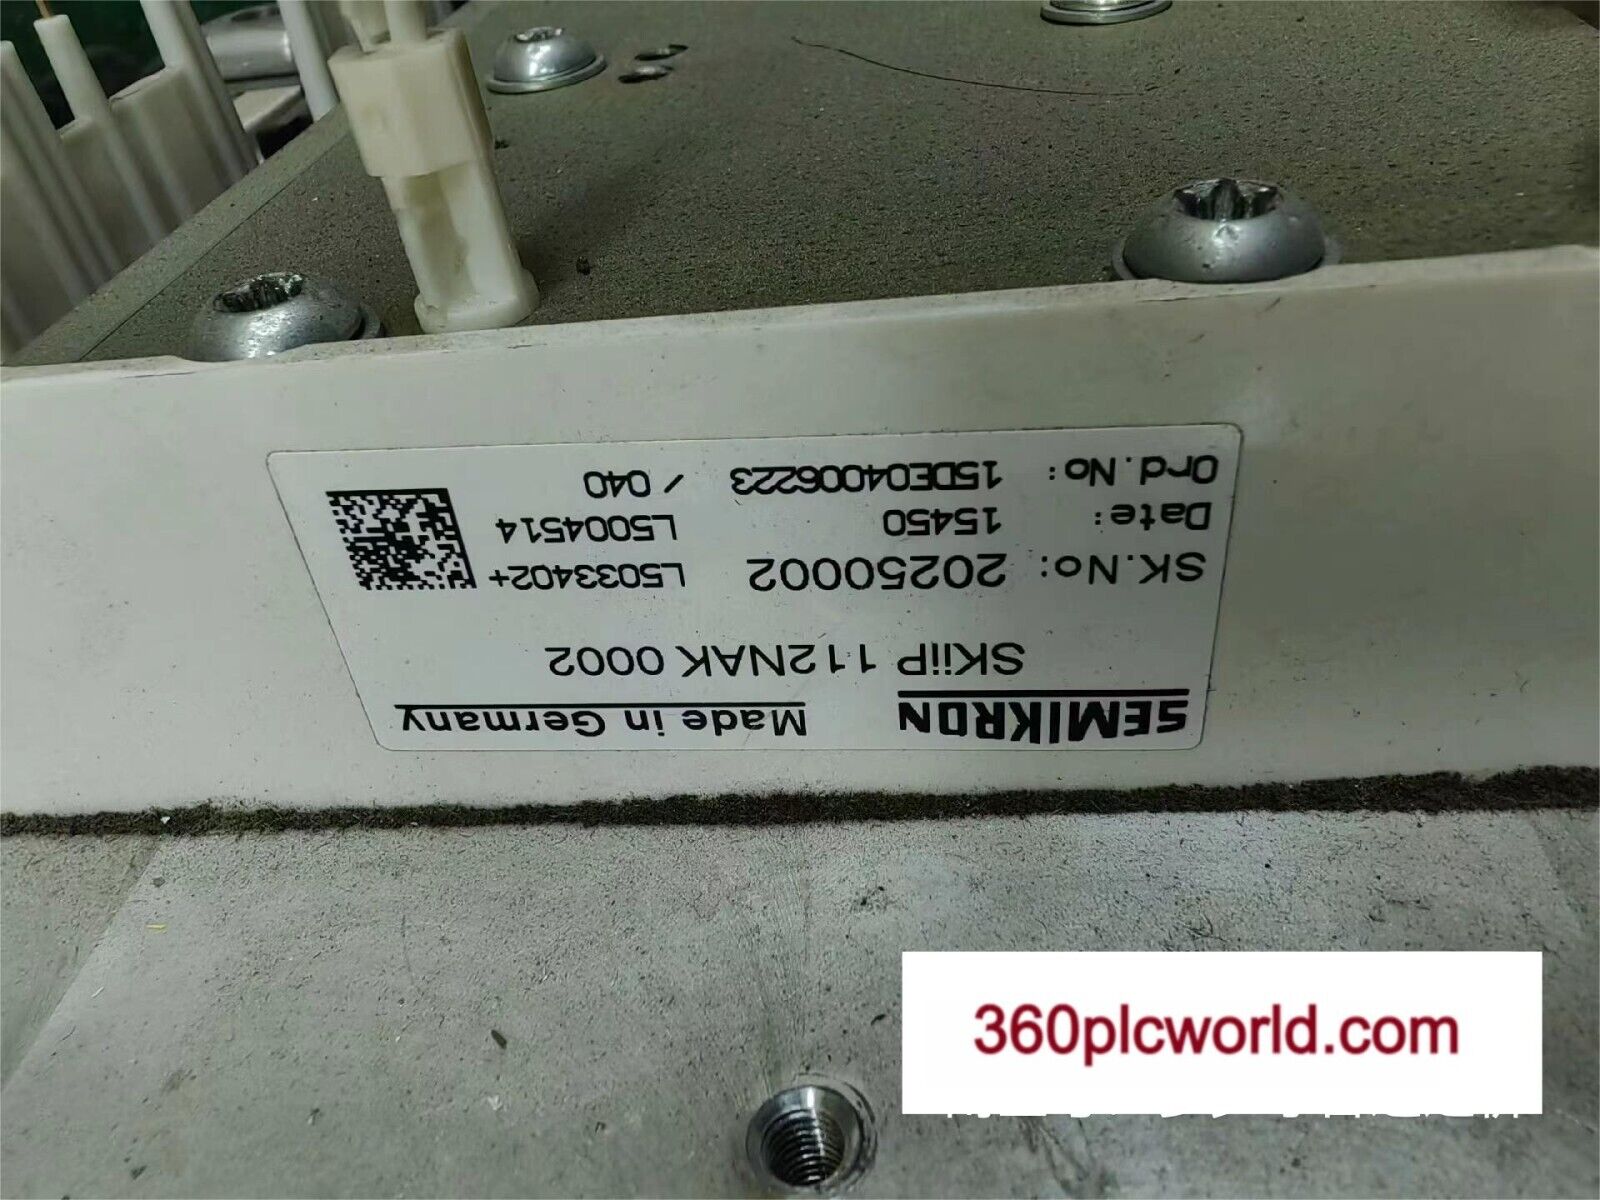 SEMIKRON Made in Germany
SKiiP 112NAK 0002
SK.No: 20250002 L5033402+
Date: 15450 L5004514
Ord.No: 15DE04006223 / 040
360plcworld.com